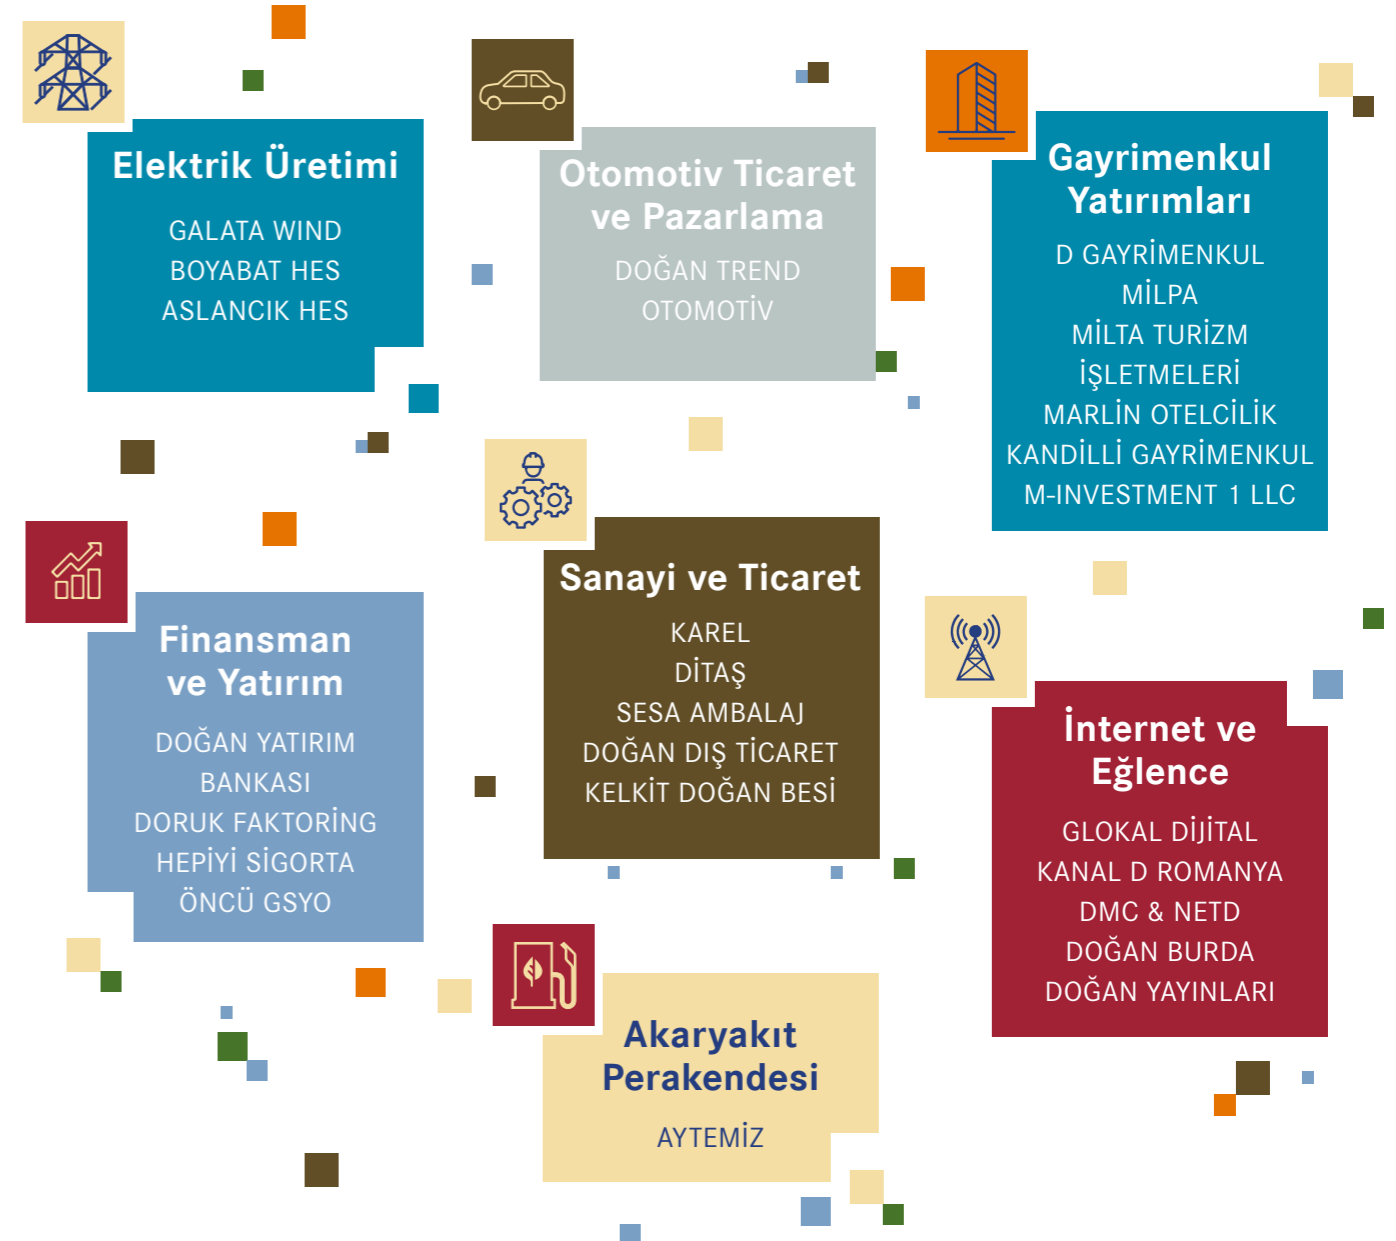 Elektrik Üretimi
GALATA WIND
BOYABAT HES
ASLANCIK HES
Otomotiv Ticaret
ve Pazarlama
DOĞAN TREND
OTOMOTİV
Gayrimenkul
Yatırımları
D GAYRİMENKUL
MİLPA
MİLTA TURİZM
İŞLETMELERİ
MARLİN OTELCİLİK
KANDİLLİ GAYRİMENKUL
M-INVESTMENT 1 LLC
Finansman
ve Yatırım
DOĞAN YATIRIM
BANKASI
DORUK FAKTORİNG
HEPİYİ SİGORTA
ÖNCÜ GSYO
Sanayi ve Ticaret
KAREL
DİTAŞ
SESA AMBALAJ
DOĞAN DIŞ TİCARET
KELKİT DOĞAN BESİ
İnternet ve
Eğlence
GLOKAL DİJİTAL
KANAL D ROMANYA
DMC & NETD
DOĞAN BURDA
DOĞAN YAYINLARI
Akaryakıt
Perakendesi
AYTEMİZ